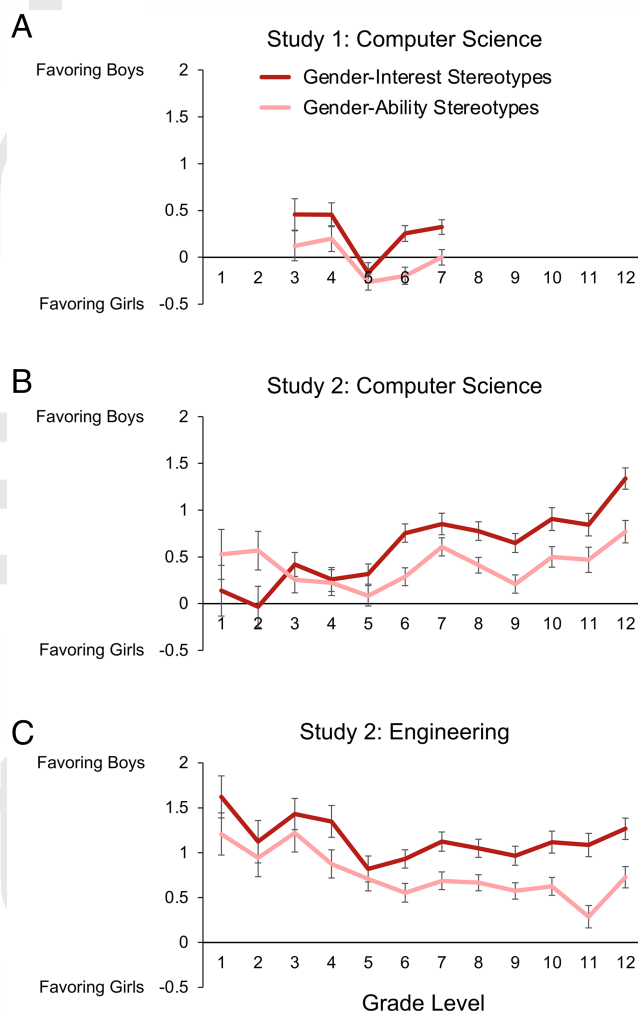 A
Study 1: Computer Science
Favoring Boys 2
Gender-Interest Stereotypes
Gender-Ability Stereotypes
1.5
1
0.5
0
1 2 3 4 5 6 7 8 9 10 11 12
Favoring Girls -0.5
B
Study 2: Computer Science
Favoring Boys 2
1.5
1
0.5
0
1 2 3 4 5 6 7 8 9 10 11 12
Favoring Girls -0.5
C
Study 2: Engineering
Favoring Boys 2
1.5
1
0.5
0
1 2 3 4 5 6 7 8 9 10 11 12
Favoring Girls -0.5
Grade Level